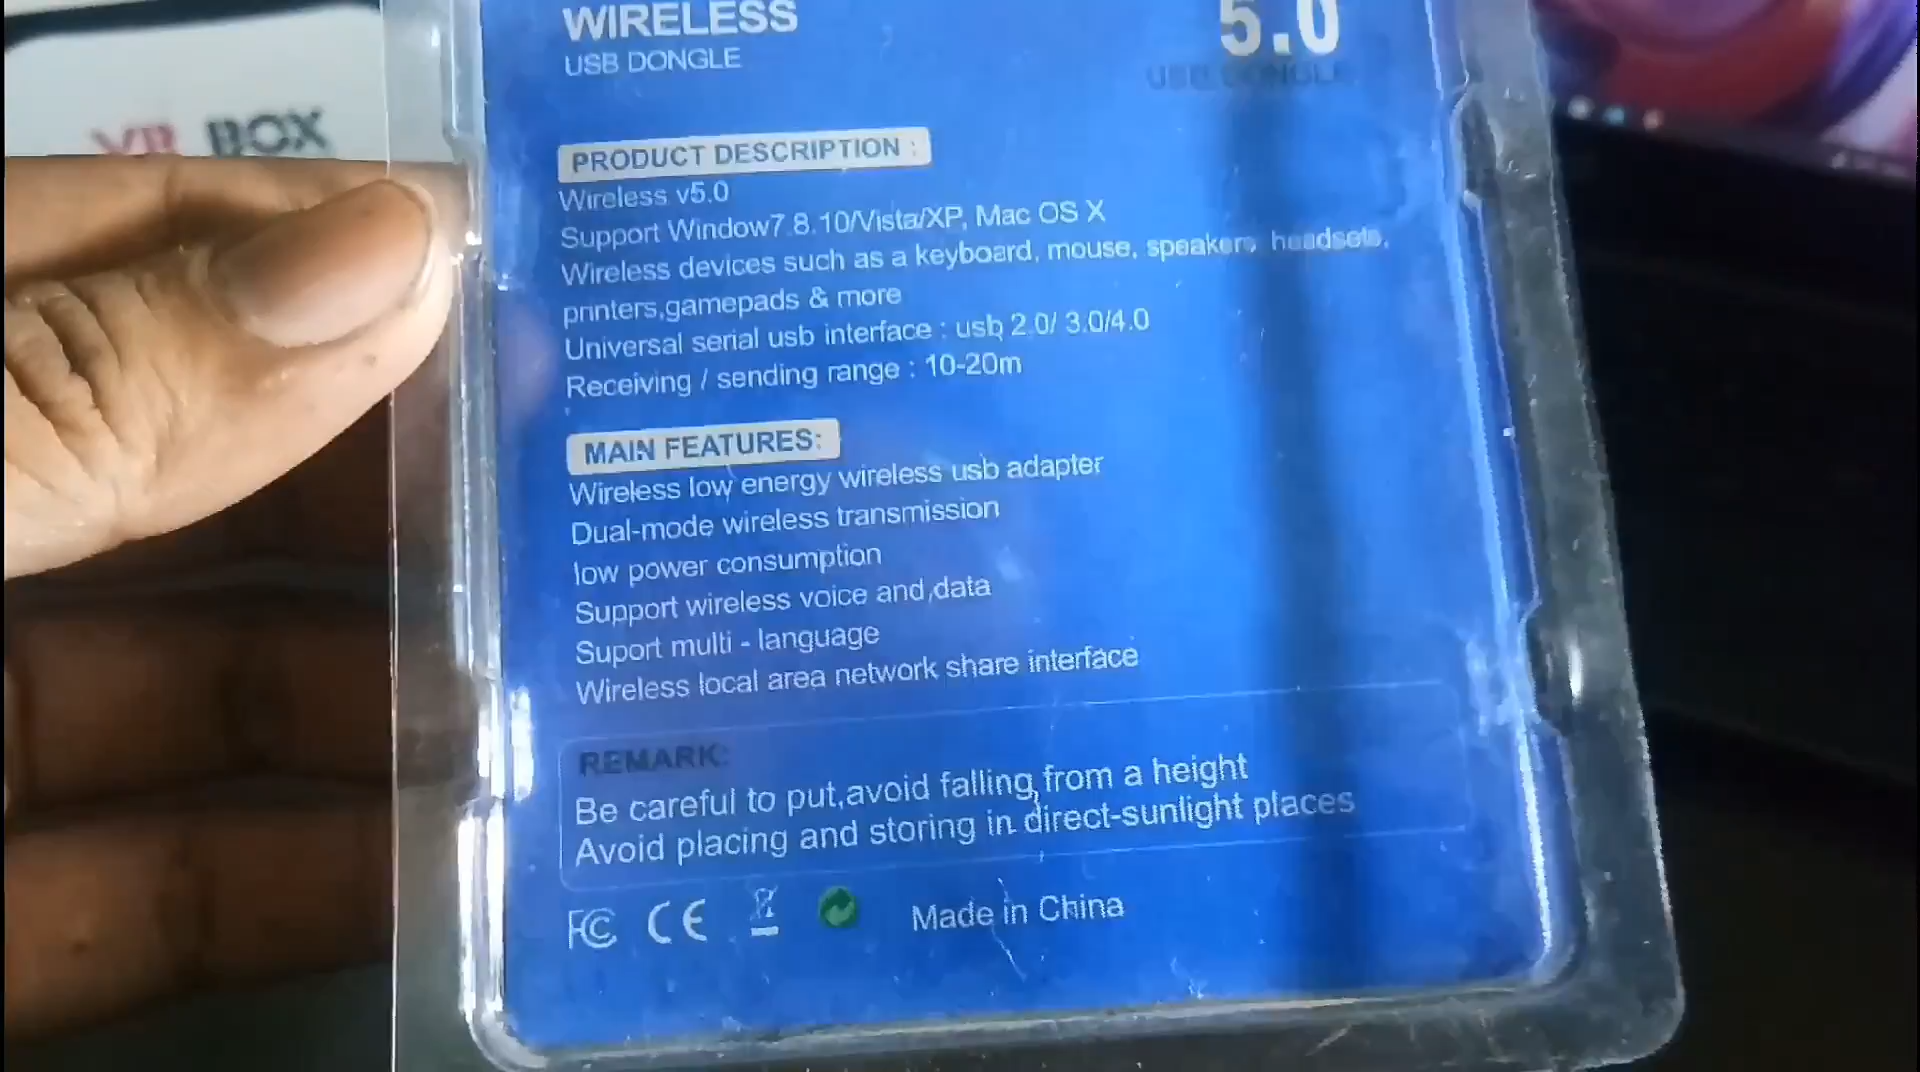 WIRELESS
USB DONGLE
5.0
USB DONGLE
VR BOX
PRODUCT DESCRIPTION :
Wireless v5.0
Support Window7.8.10/Vista/XP, Mac OS X
Wireless devices such as a keyboard, mouse, speakers, headsets,
printers,gamepads & more
Universal serial usb interface : usb 2.0/ 3.0/4.0
Receiving / sending range : 10-20m
MAIN FEATURES:
Wireless low energy wireless usb adapter
Dual-mode wireless transmission
low power consumption
Support wireless voice and,data
Suport multi - language
Wireless local area network share interface
REMARK:
Be careful to put,avoid falling from a height
Avoid placing and storing in direct-sunlight places
FC CE Made in China